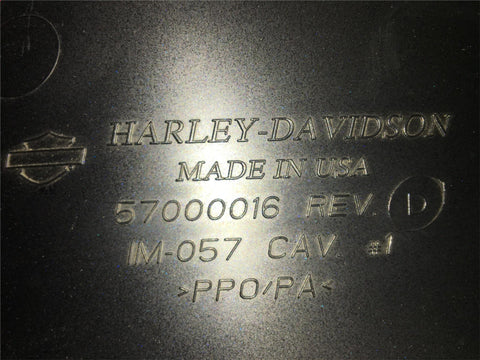 HARLEY-DAVIDSON
MADE IN USA
57000016 REV. D
IM-057 CAV. #1
>PPO/PA<